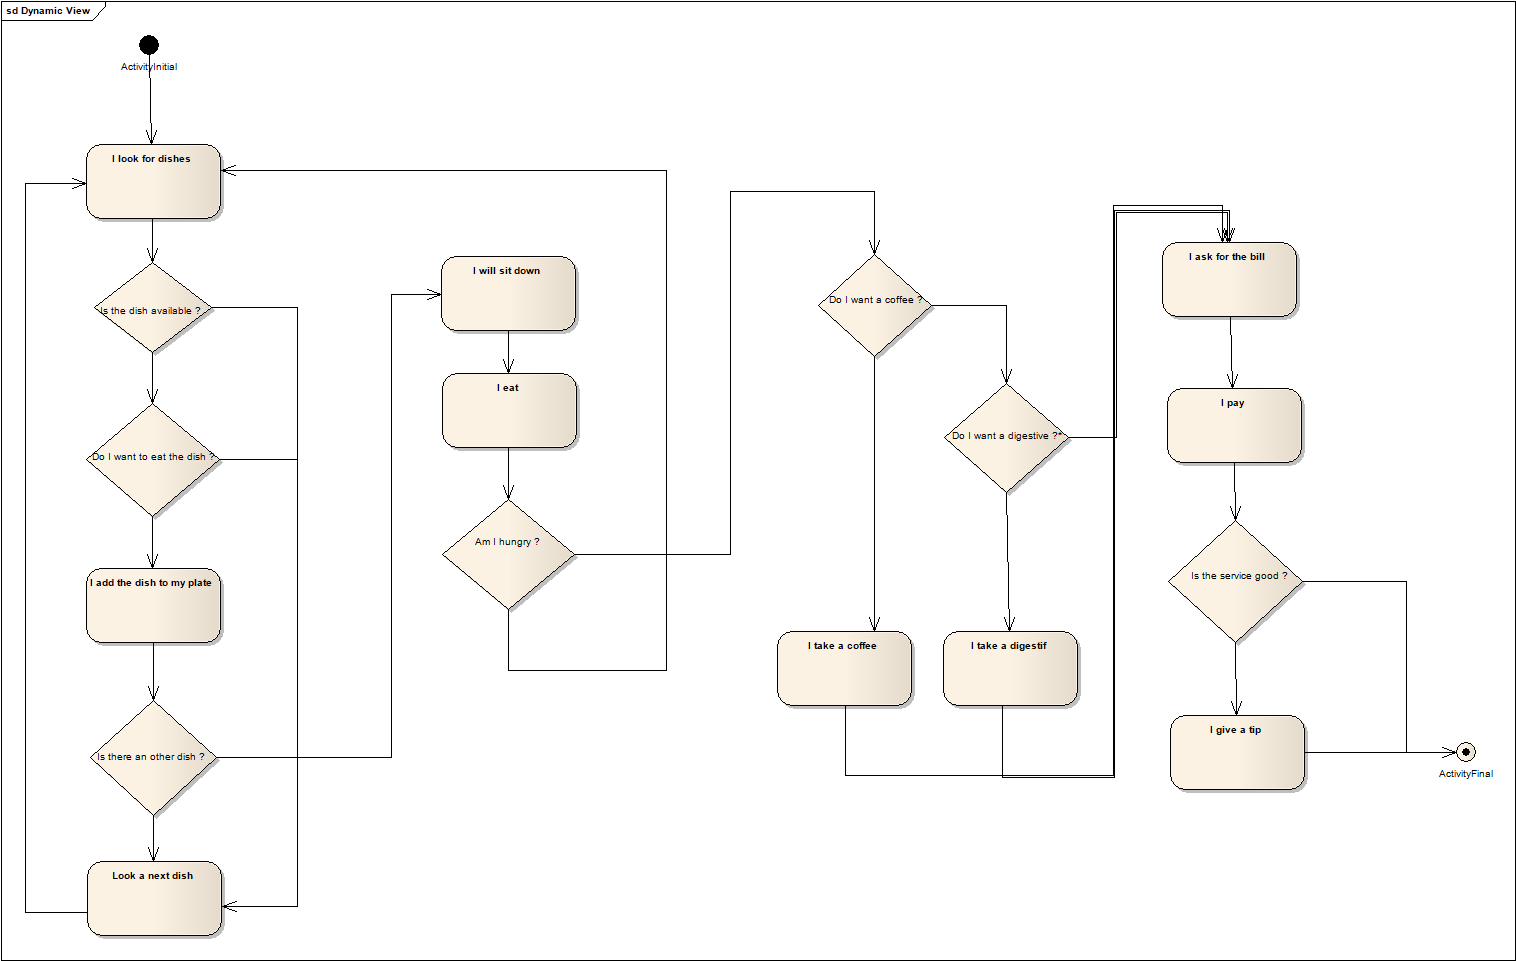 sd Dynamic View
ActivityInitial
I look for dishes
Is the dish available ?
Do I want to eat the dish ?
I add the dish to my plate
Is there an other dish ?
Look a next dish
I will sit down
I eat
Am I hungry ?
Do I want a coffee ?
Do I want a digestive ?*
I take a coffee
I take a digestif
I ask for the bill
I pay
Is the service good ?
I give a tip
ActivityFinal